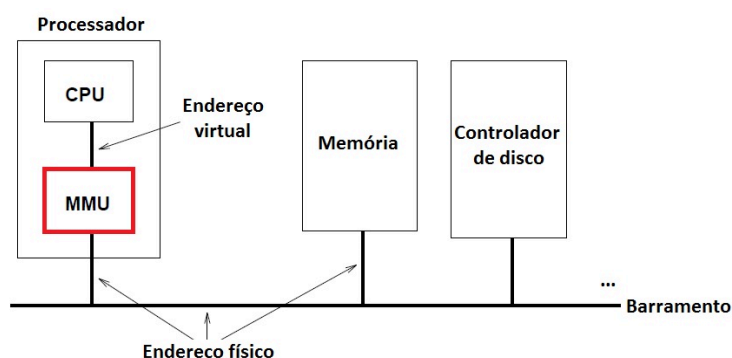 Processador
CPU
Endereço
virtual
MMU
Memória
Controlador
de disco
...
Barramento
Endereço físico